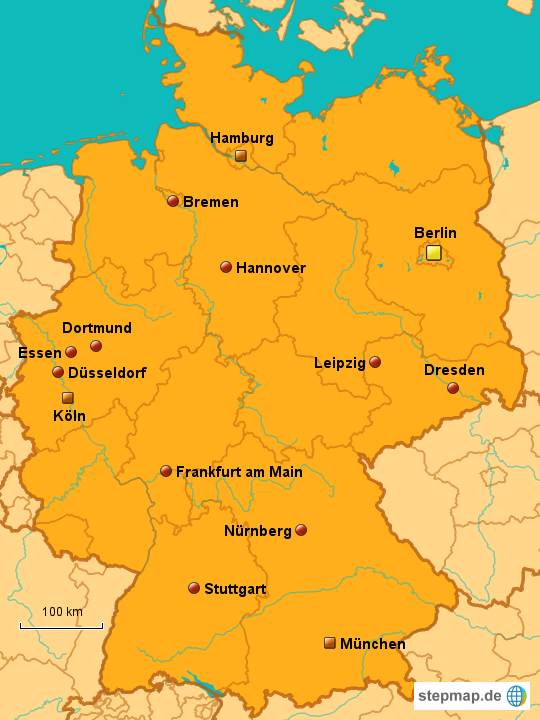 Hamburg
Bremen
Berlin
Hannover
Dortmund
Essen
Düsseldorf
Leipzig
Dresden
Köln
Frankfurt am Main
Nürnberg
Stuttgart
100 km
München
stepmap.de